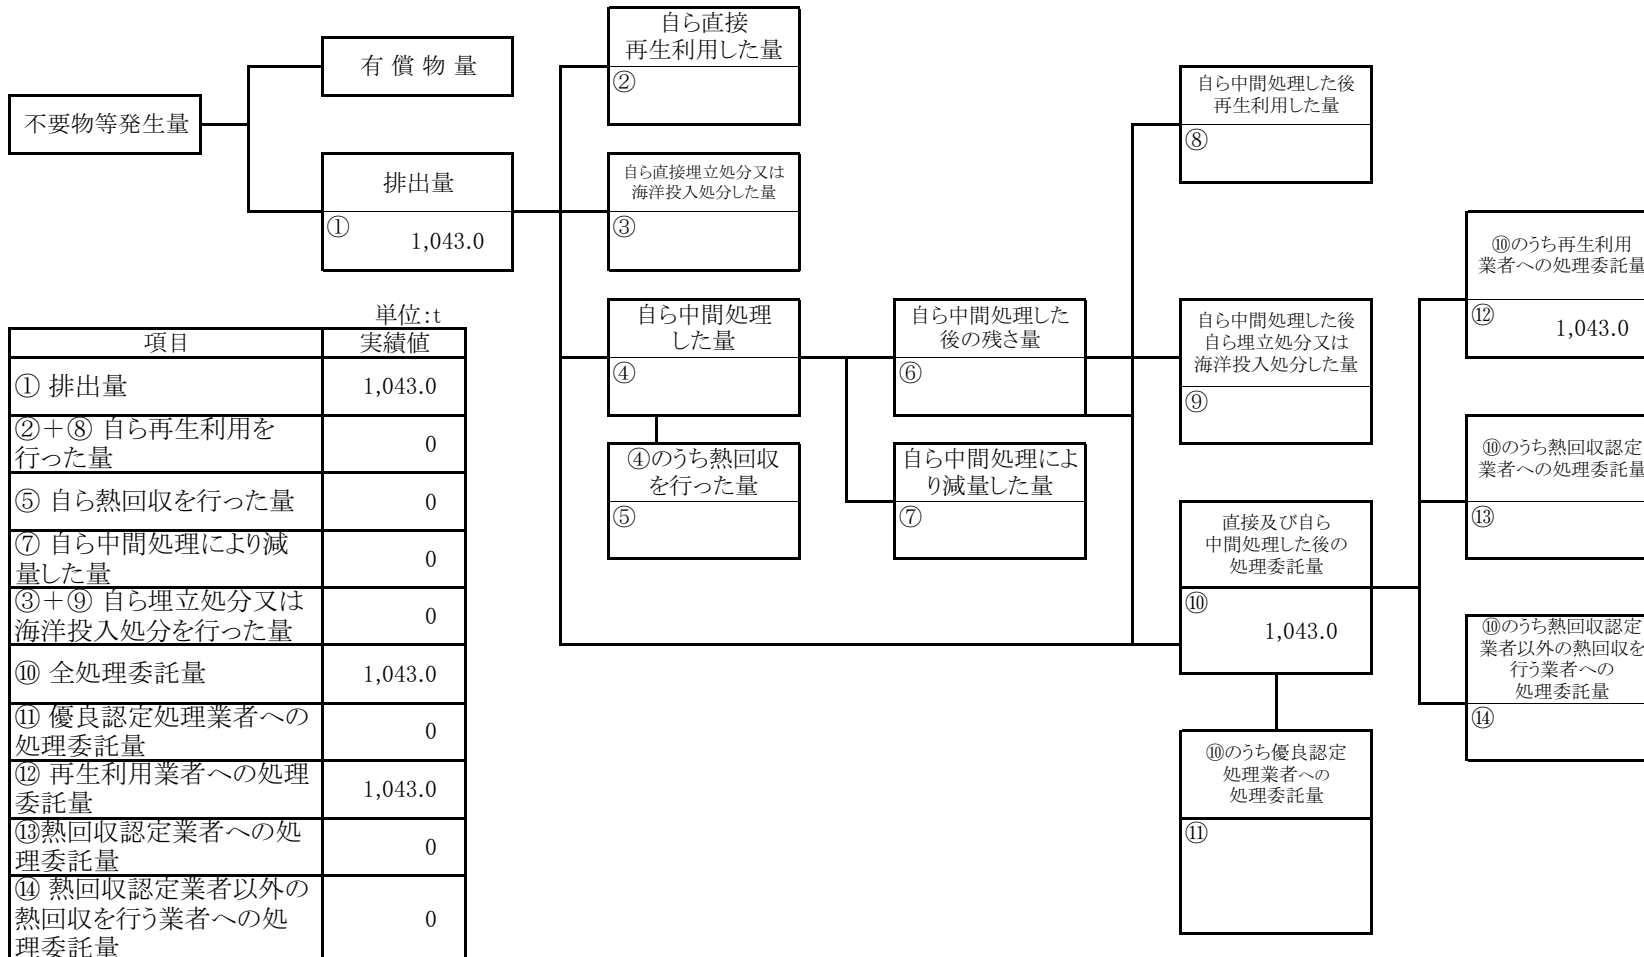 不要物等発生量
有 償 物 量
排出量
①
1,043.0
自ら直接
再生利用した量
②
自ら直接埋立処分又は
海洋投入処分した量
③
自ら中間処理
した量
④
④のうち熱回収
を行った量
⑤
自ら中間処理した
後の残さ量
⑥
自ら中間処理によ
り減量した量
⑦
自ら中間処理した後
再生利用した量
⑧
自ら中間処理した後
自ら埋立処分又は
海洋投入処分した量
⑨
直接及び自ら
中間処理した後の
処理委託量
⑩
1,043.0
⑩のうち優良認定
処理業者への
処理委託量
⑪
⑩のうち再生利用
業者への処理委託量
⑫
1,043.0
⑩のうち熱回収認定
業者への処理委託量
⑬
⑩のうち熱回収認定
業者以外の熱回収を
行う業者への
処理委託量
⑭
単位:t
項目 実績値
① 排出量 1,043.0
②＋⑧ 自ら再生利用を
行った量 0
⑤ 自ら熱回収を行った量 0
⑦ 自ら中間処理により減
量した量 0
③＋⑨ 自ら埋立処分又は
海洋投入処分を行った量 0
⑩ 全処理委託量 1,043.0
⑪ 優良認定処理業者への
処理委託量 0
⑫ 再生利用業者への処理
委託量 1,043.0
⑬熱回収認定業者への処
理委託量 0
⑭ 熱回収認定業者以外の
熱回収を行う業者への処
理委託量 0